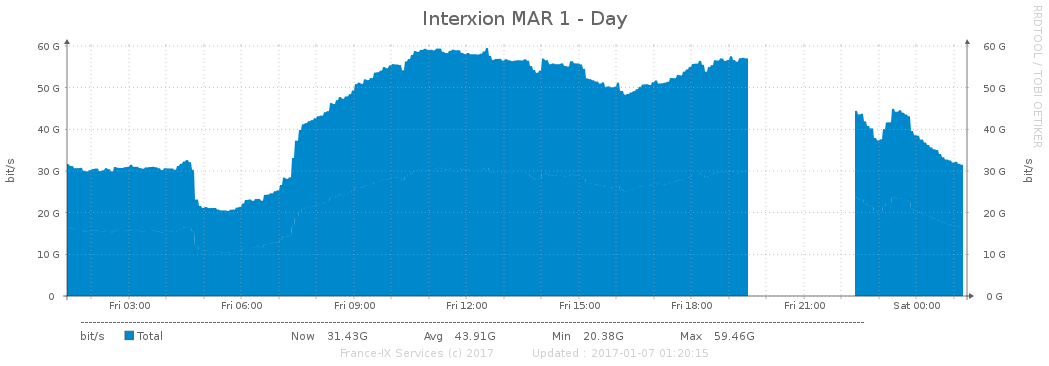 Interxion MAR 1 - Day
RRDTOOL / TOBI OETIKER
60 G 60 G
50 G 50 G
40 G 40 G
30 G 30 G
20 G 20 G
10 G 10 G
0 0 G
bit/s
bit/s
Fri 03:00 Fri 06:00 Fri 09:00 Fri 12:00 Fri 15:00 Fri 18:00 Fri 21:00 Sat 00:00
bit/s Total Now 31.43G Avg 43.91G Min 20.38G Max 59.46G
France-IX Services (c) 2017 Updated : 2017-01-07 01:20:15